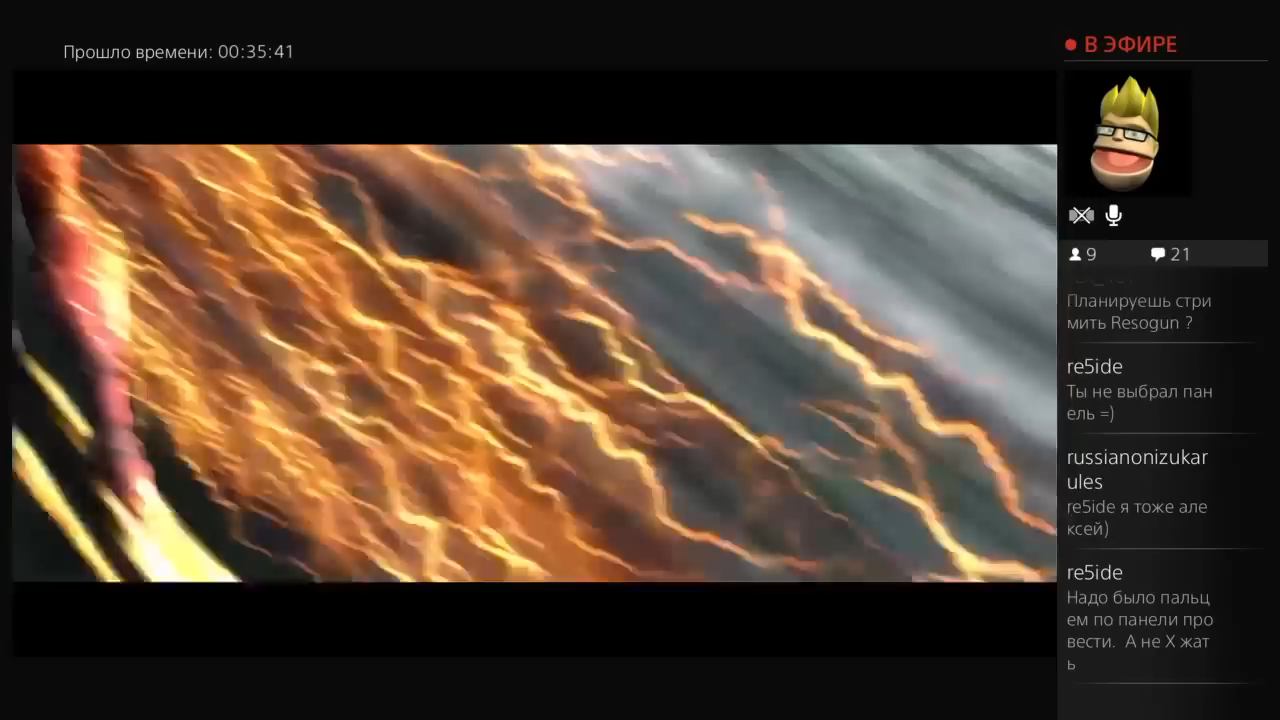 Прошло времени: 00:35:41
В ЭФИРЕ
9 21
Планируешь стри
мить Resogun ?
re5ide
Ты не выбрал пан
ель =)
russianonizukar
ules
re5ide я тоже але
ксей)
re5ide
Надо было пальц
ем по панели про
вести. А не X жат
ь